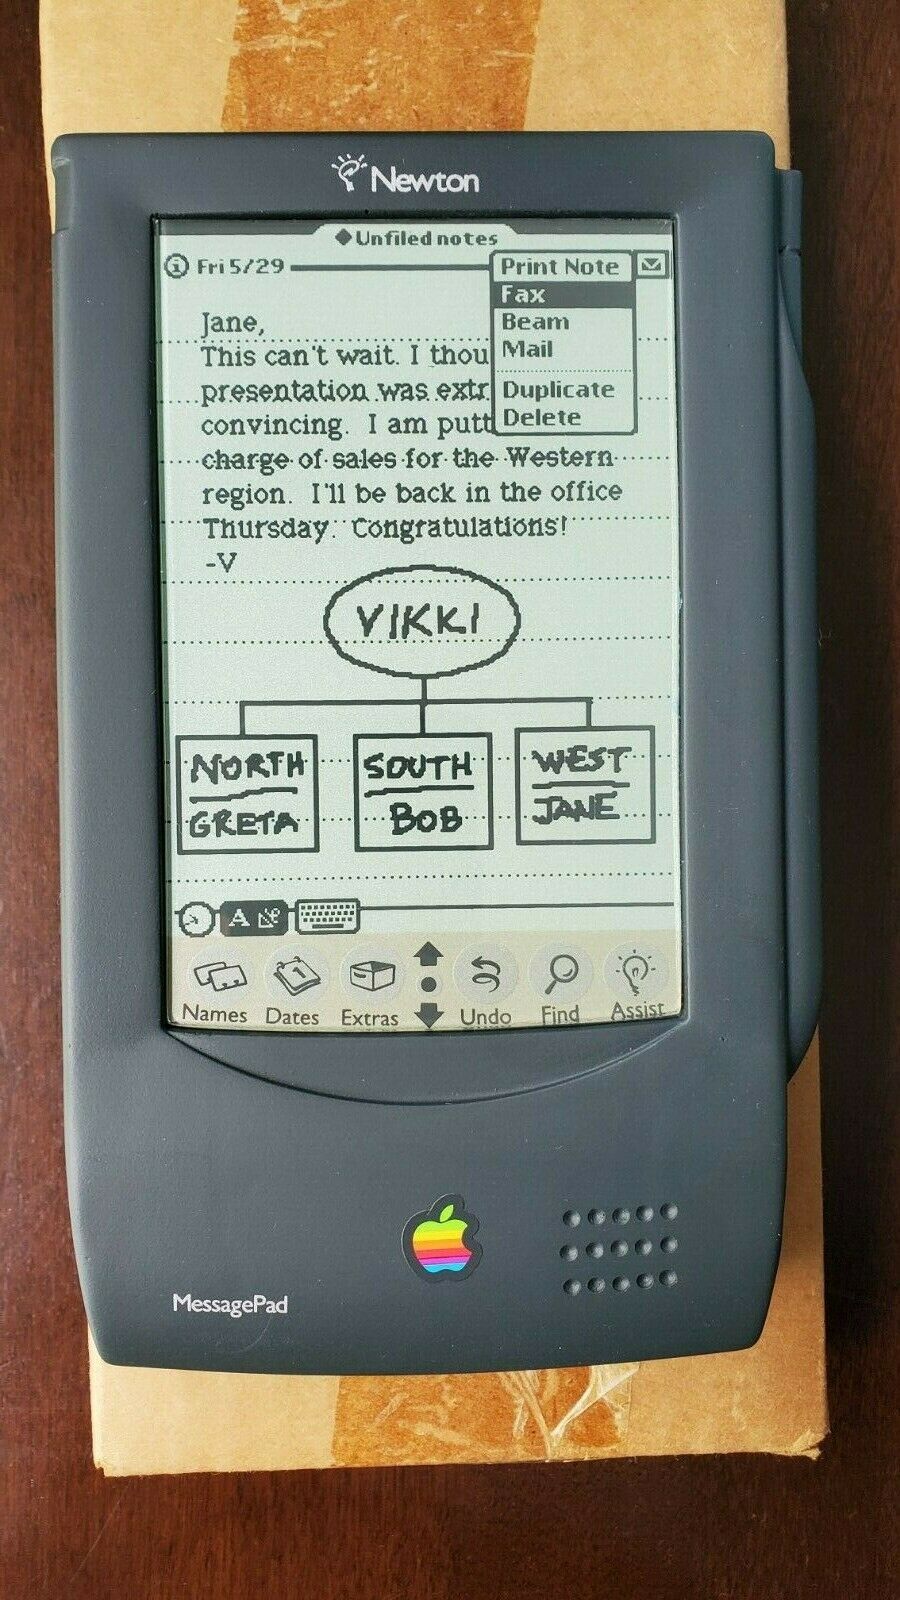 Newton
Unfiled notes
Fri 5/29
Print Note
Fax
Beam
Mail
Duplicate
Delete
Jane,
This can't wait. I thou
presentation was extr
convincing. I am putt
charge of sales for the Western
region. I'll be back in the office
Thursday. Congratulations!
-V
VIKKI
NORTH
GRETA
SOUTH
BOB
WEST
JANE
A
Names Dates Extras Undo Find Assist
MessagePad